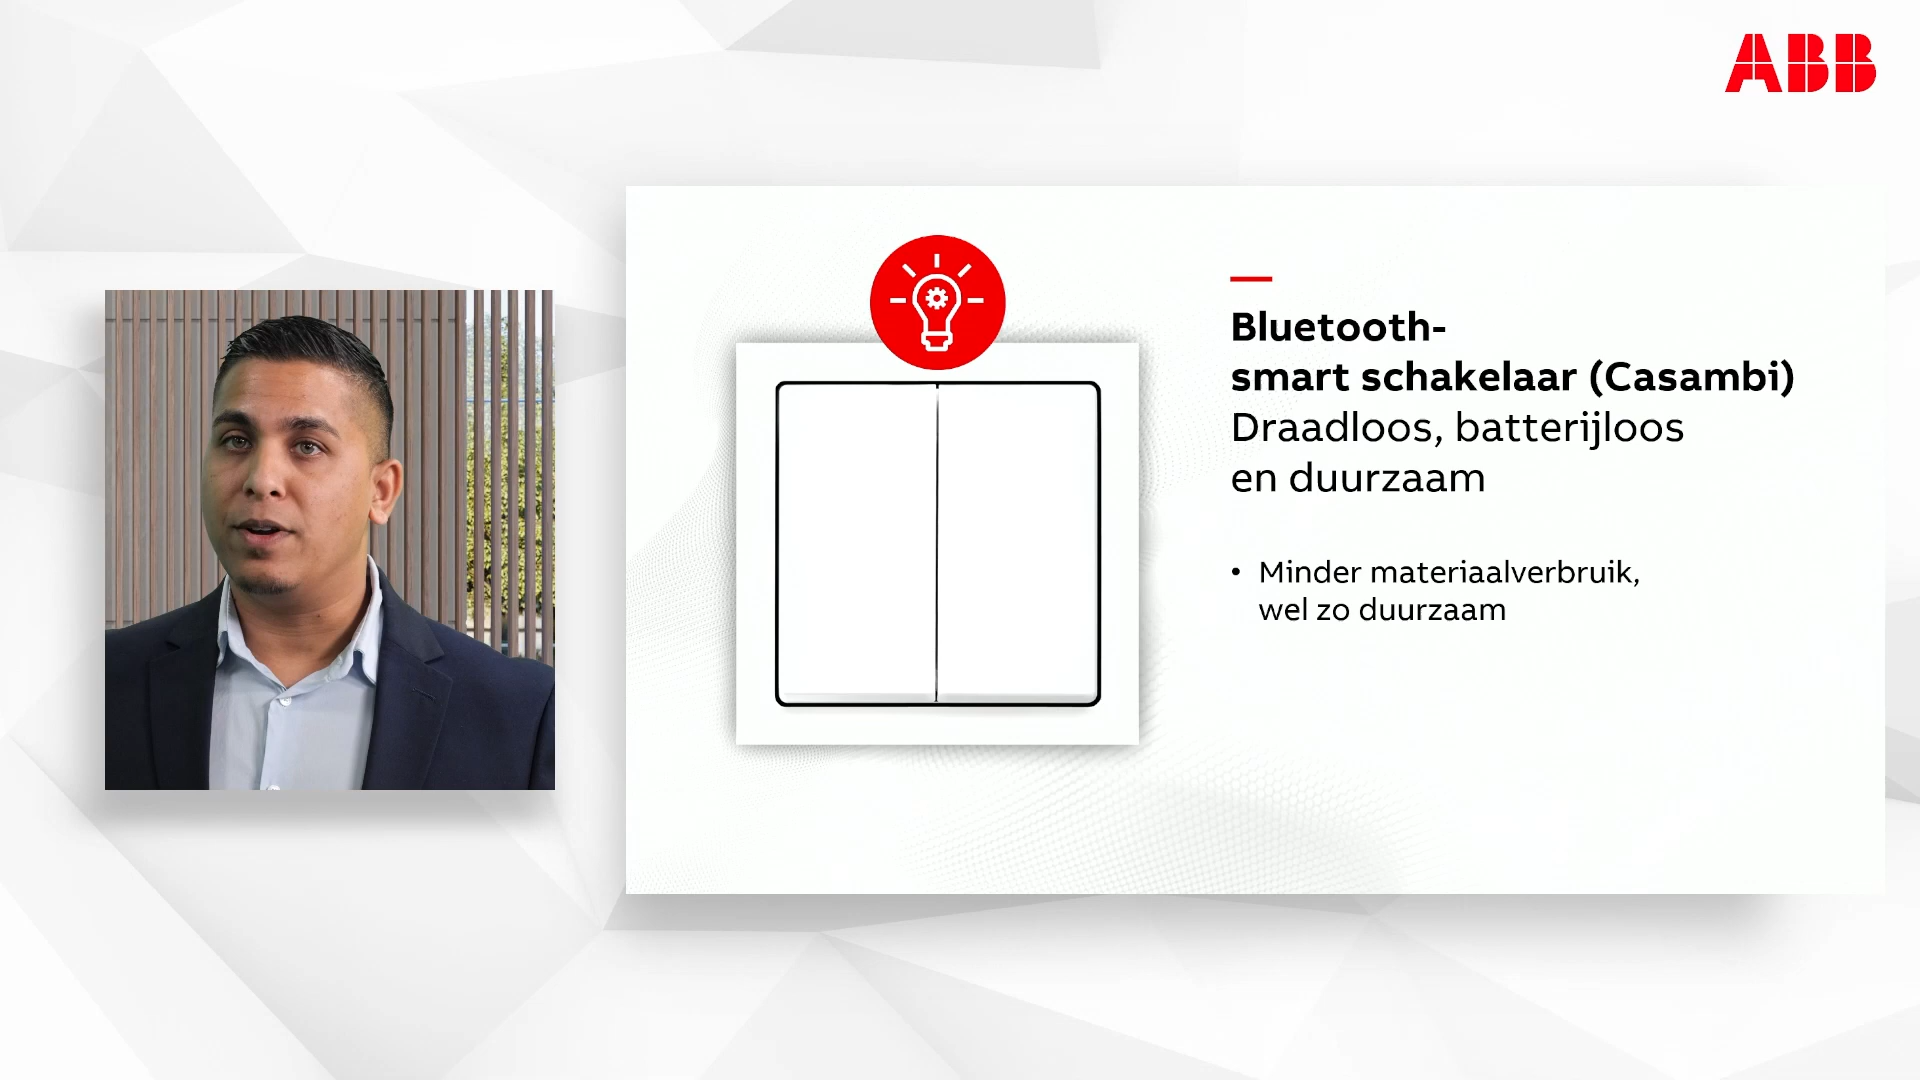 ABB
Bluetooth-
smart schakelaar (Casambi)
Draadloos, batterijloos
en duurzaam
• Minder materiaalverbruik,
wel zo duurzaam